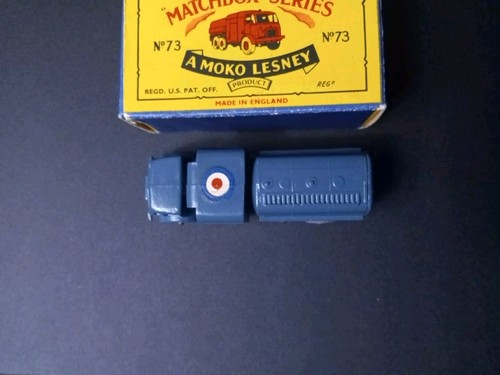 "MATCHBOX" SERIES
Nº73
Nº73
A MOKO LESNEY
PRODUCT
REGD. U.S. PAT. OFF.
REGD
MADE IN ENGLAND